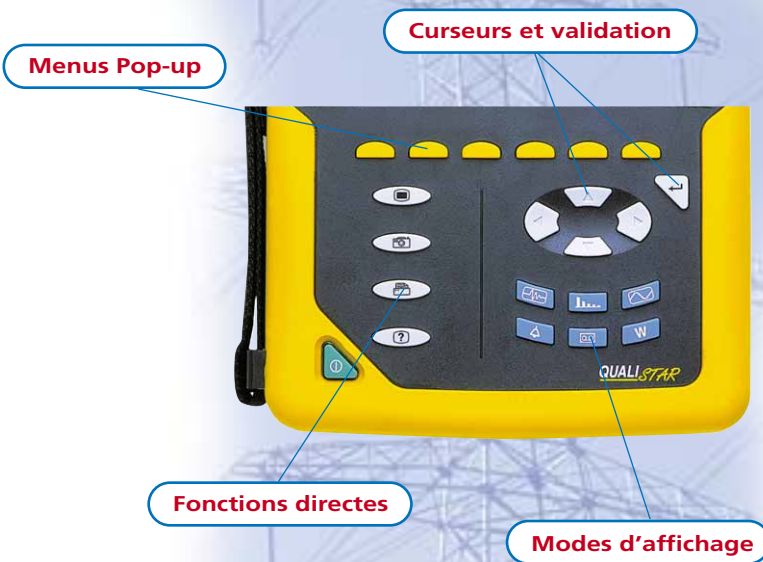 Curseurs et validation
Menus Pop-up
?
W
QUALISTAR
Fonctions directes
Modes d’affichage